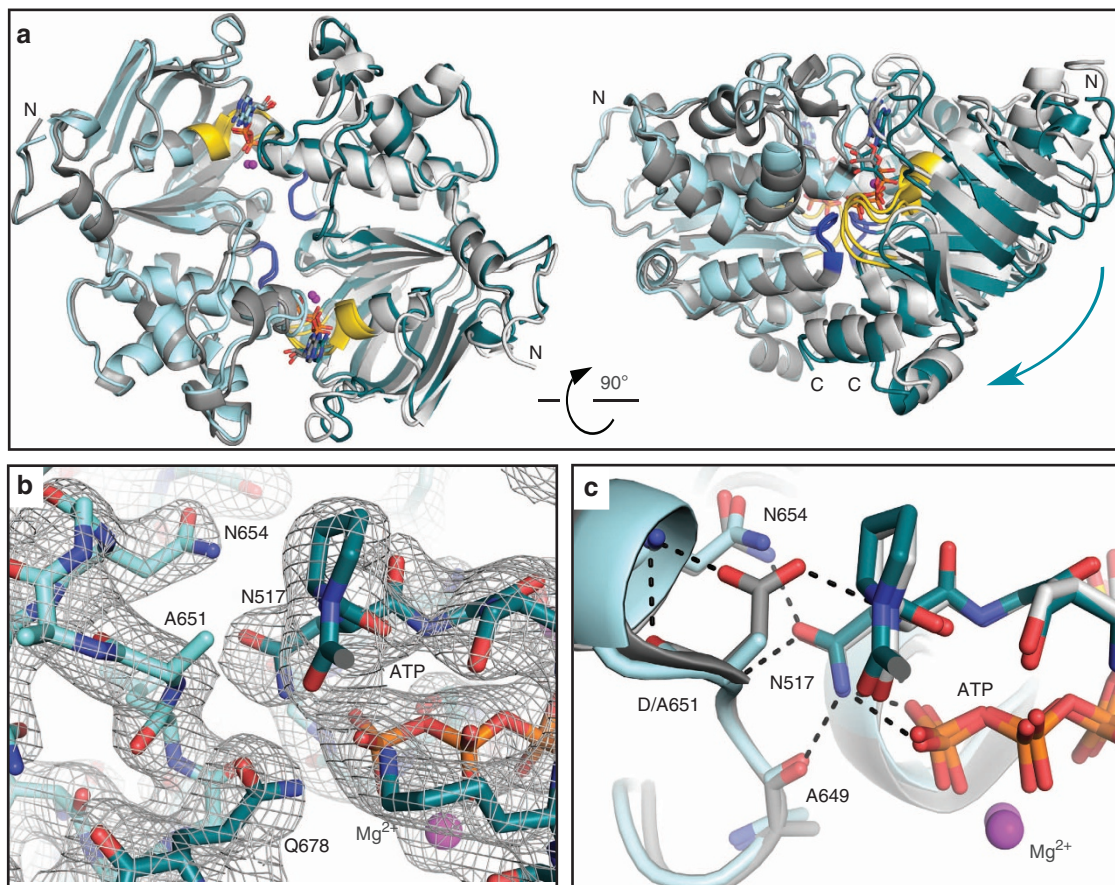 a
N
N
90°
N
N
C C
b
N654
N517
A651
ATP
Mg2+
Q678
c
N654
N517
ATP
D/A651
A649
Mg2+